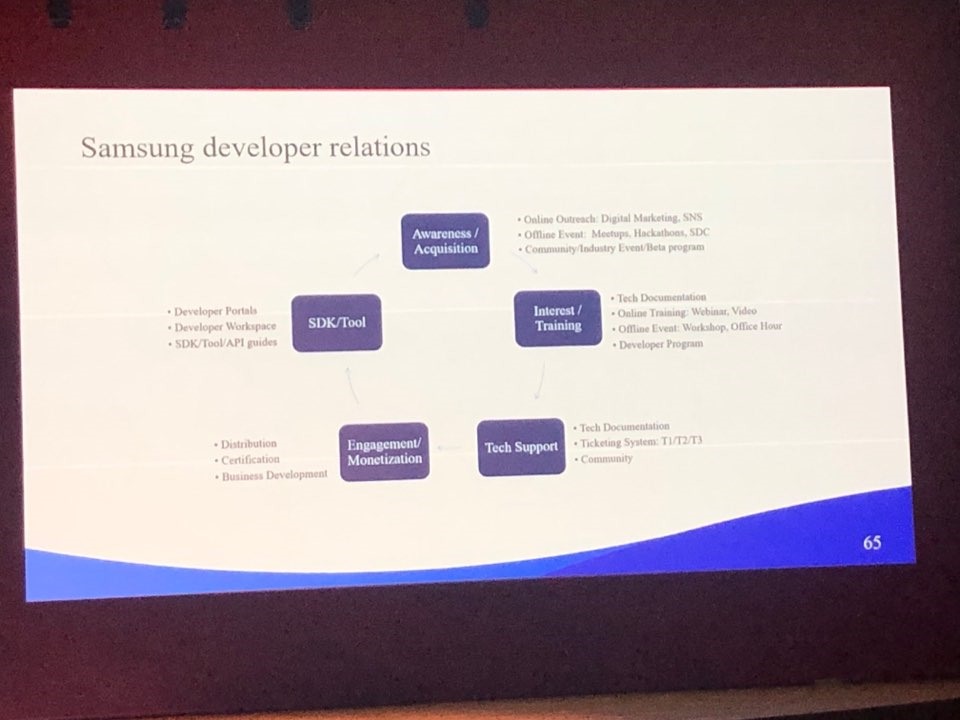 Samsung developer relations
Awareness /
Acquisition
• Online Outreach: Digital Marketing, SNS
• Offline Event: Meetups, Hackathons, SDC
• Community/Industry Event/Beta program
Interest /
Training
• Tech Documentation
• Online Training: Webinar, Video
• Offline Event: Workshop, Office Hour
• Developer Program
Tech Support
• Tech Documentation
• Ticketing System: T1/T2/T3
• Community
Engagement/
Monetization
• Distribution
• Certification
• Business Development
SDK/Tool
• Developer Portals
• Developer Workspace
• SDK/Tool/API guides
65